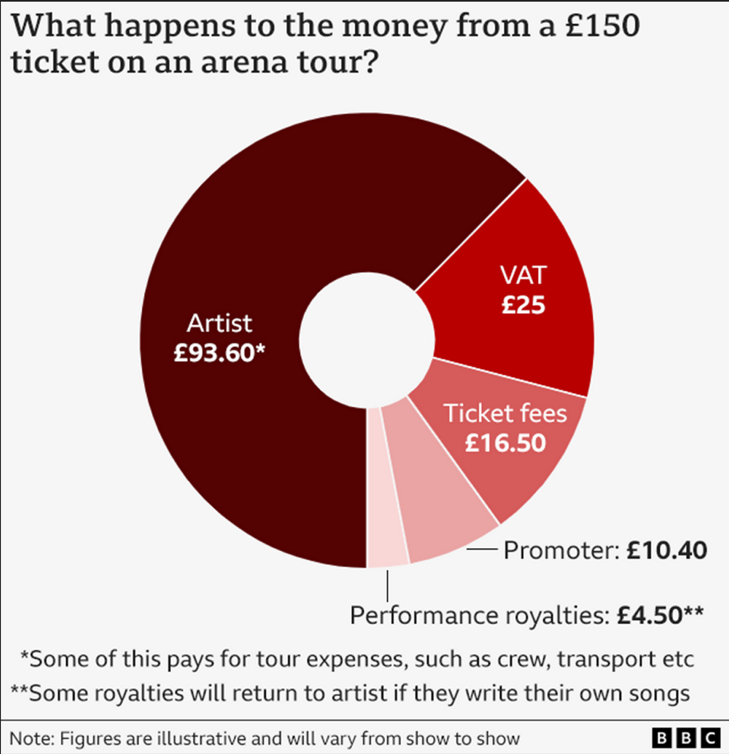 What happens to the money from a £150
ticket on an arena tour?
VAT
£25
Artist
£93.60*
Ticket fees
£16.50
Promoter: £10.40
Performance royalties: £4.50**
*Some of this pays for tour expenses, such as crew, transport etc
**Some royalties will return to artist if they write their own songs
Note: Figures are illustrative and will vary from show to show
BBC